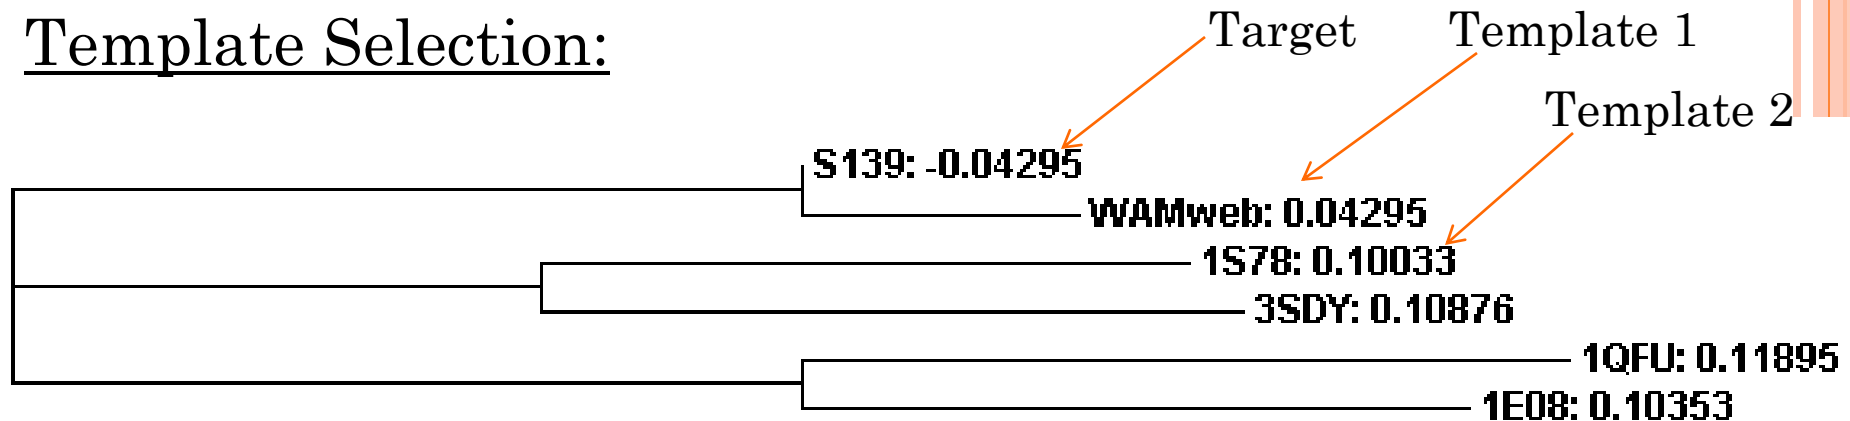 Template Selection:
Target
Template 1
Template 2
S139: -0.04295
WAMweb: 0.04295
1S78: 0.10033
3SDY: 0.10876
1QFU: 0.11895
1E08: 0.10353